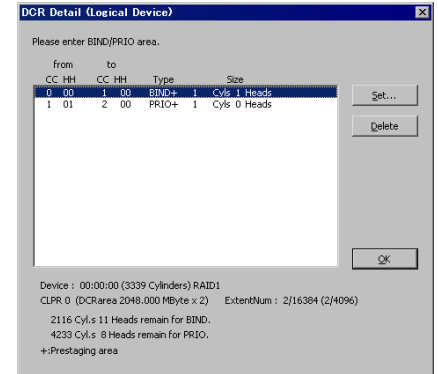 DCR Detail (Logical Device)
Please enter BIND/PRIO area.
from to
CC HH CC HH Type Size
0 00 1 00 BIND+ 1 Cyls 1 Heads
1 01 2 00 PRIO+ 1 Cyls 0 Heads
Set...
Delete
OK
Device : 00:00:00 (3339 Cylinders) RAID1
CLPR 0 (DCRarea 2048.000 MByte x 2) ExtentNum : 2/16384 (2/4096)
2116 Cyl.s 11 Heads remain for BIND.
4233 Cyl.s 8 Heads remain for PRIO.
+:Prestaging area